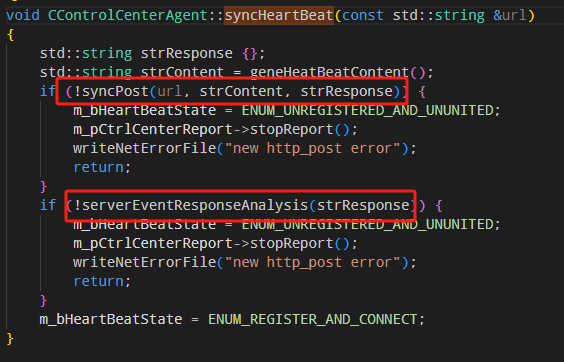 void CControlCenterAgent::syncHeartBeat(const std::string &url)
{
    std::string strResponse {};
    std::string strContent = geneHeatBeatContent();
    if (!syncPost(url, strContent, strResponse)) {
        m_bHeartBeatState = ENUM_UNREGISTERED_AND_UNUNITED;
        m_pCtrlCenterReport->stopReport();
        writeNetErrorFile("new http_post error");
        return;
    }
    if (!serverEventResponseAnalysis(strResponse)) {
        m_bHeartBeatState = ENUM_UNREGISTERED_AND_UNUNITED;
        m_pCtrlCenterReport->stopReport();
        writeNetErrorFile("new http_post error");
        return;
    }
    m_bHeartBeatState = ENUM_REGISTER_AND_CONNECT;
}